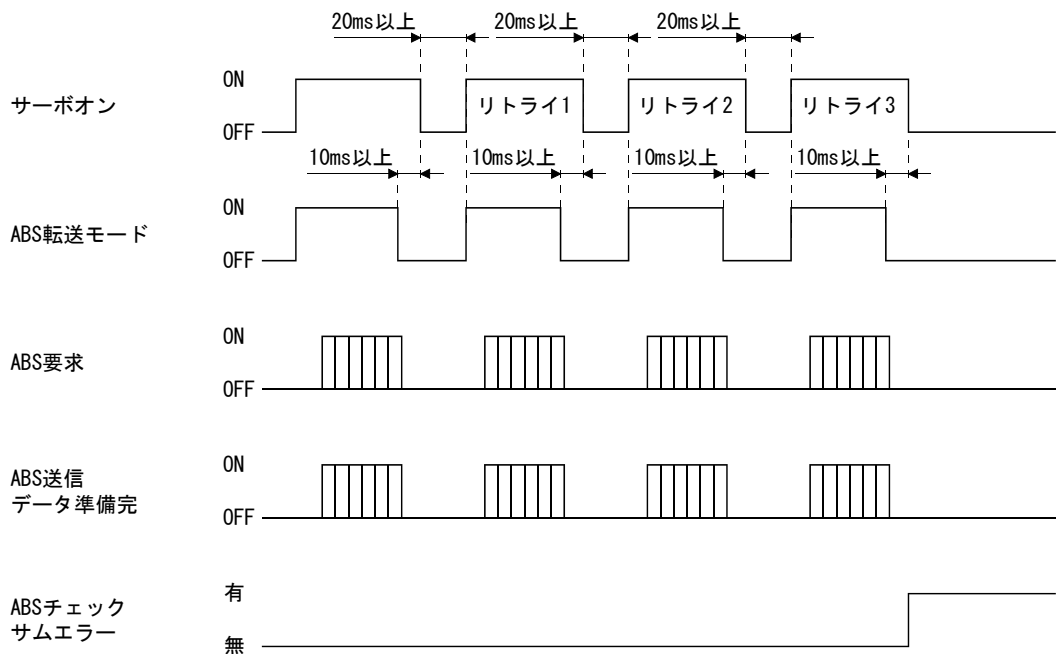 20ms以上 20ms以上 20ms以上
サーボオン
ON
リトライ1 リトライ2 リトライ3
OFF
10ms以上 10ms以上 10ms以上 10ms以上
ABS転送モード
ON
OFF
ABS要求
ON
OFF
ABS送信
データ準備完
ON
OFF
ABSチェック
サムエラー
有
無